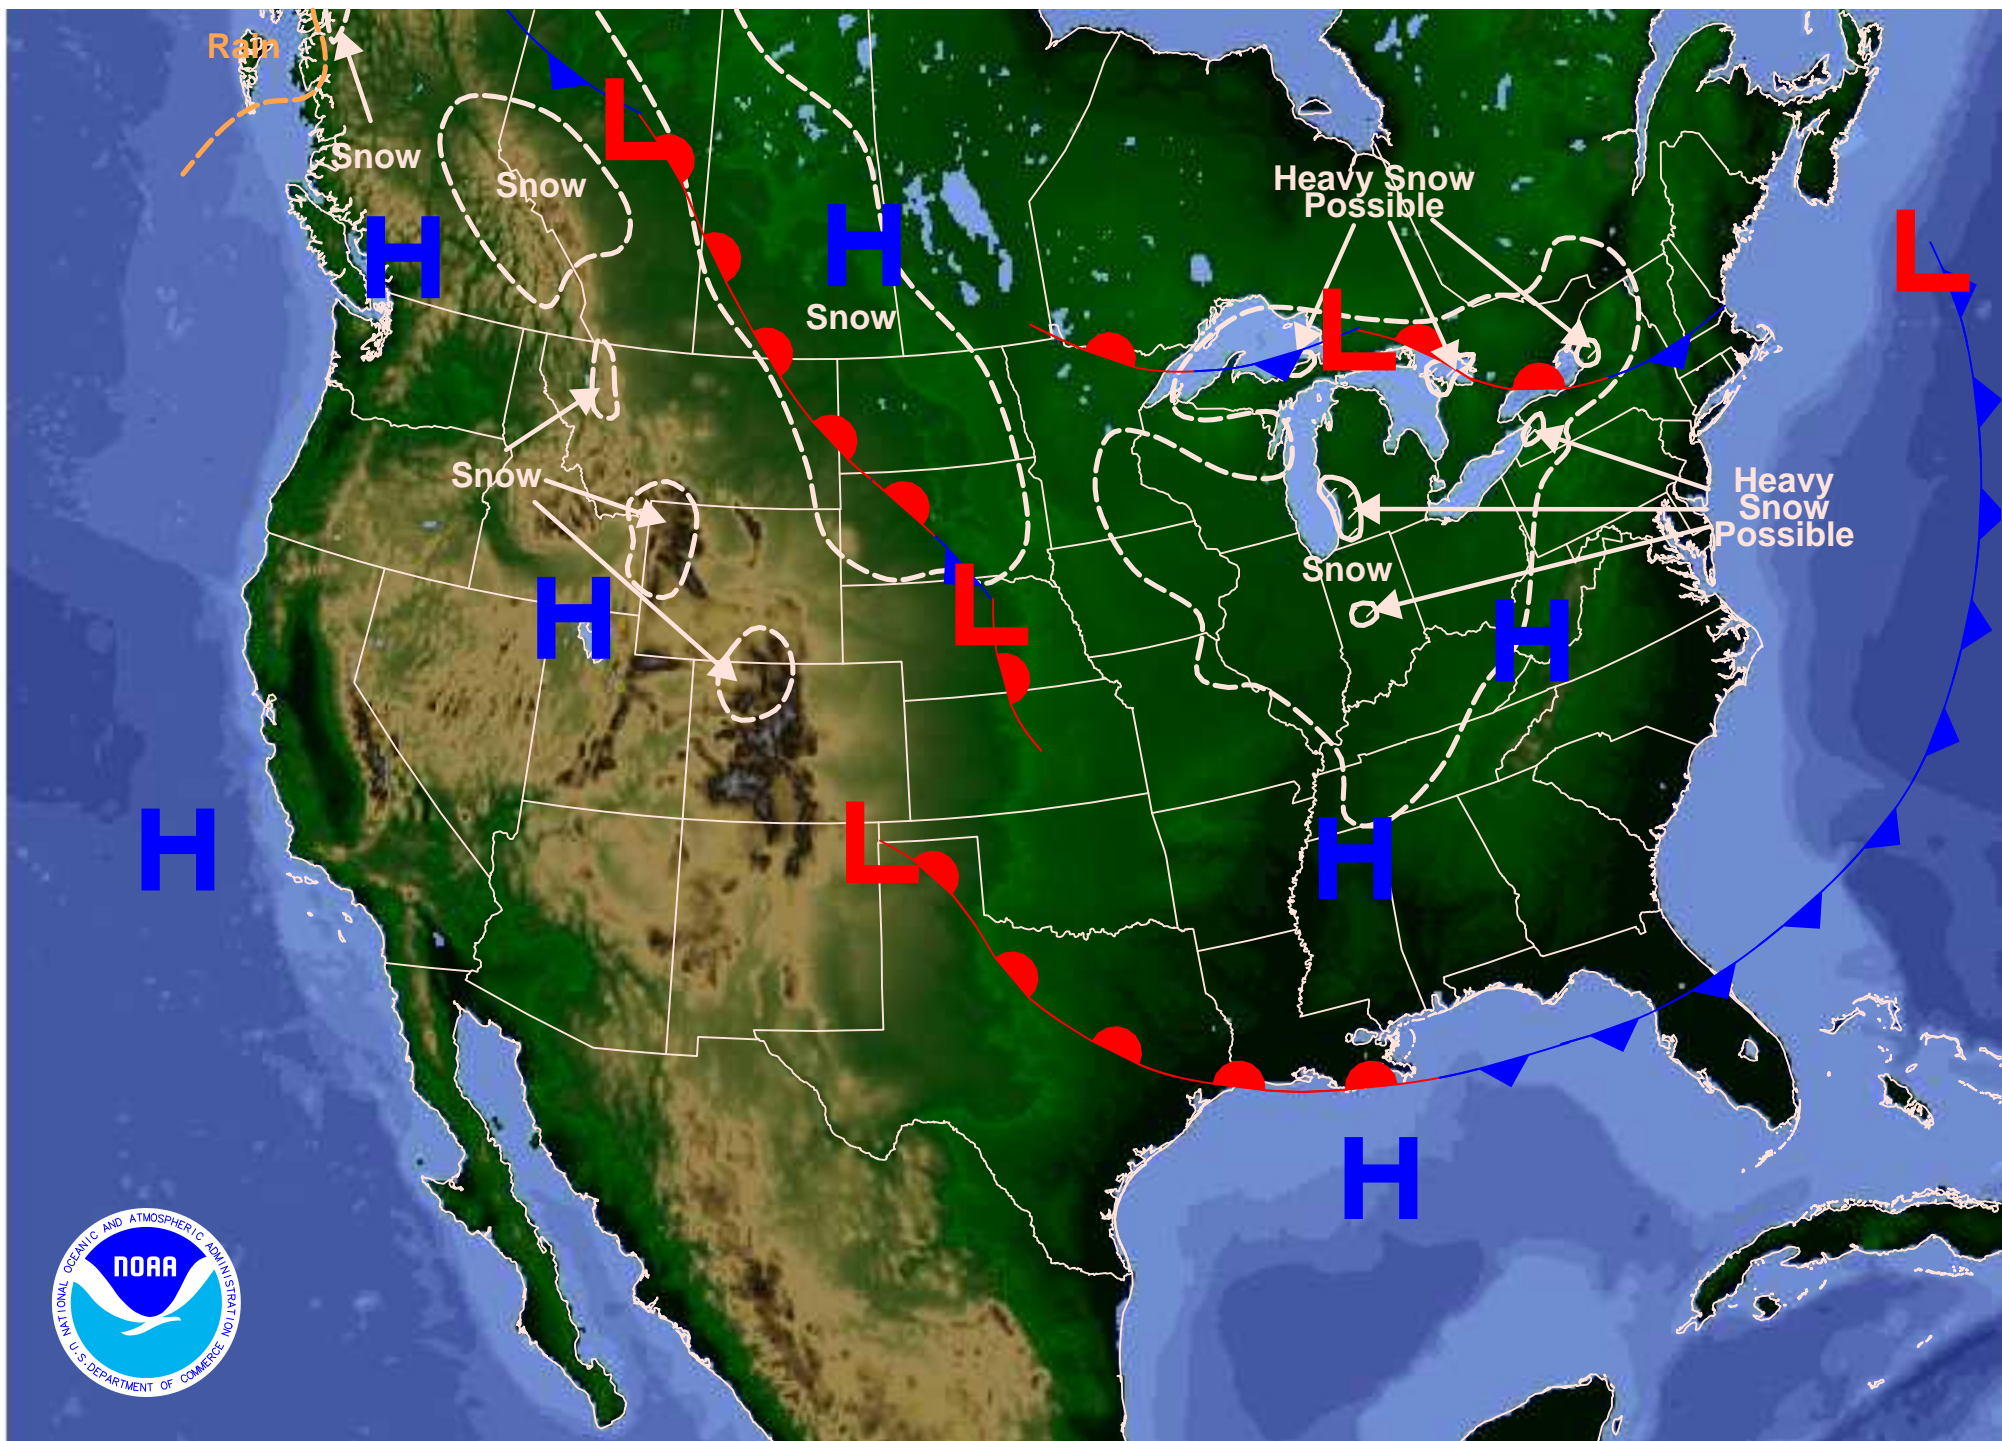 Rain
L
Snow
Snow
Heavy Snow
Possible
H
H
L
Snow
L
Snow
Heavy
Snow
Possible
Snow
H
L
H
L
H
H
H
NATIONAL OCEANIC AND ATMOSPHERIC ADMINISTRATION
NOAA
U.S. DEPARTMENT OF COMMERCE